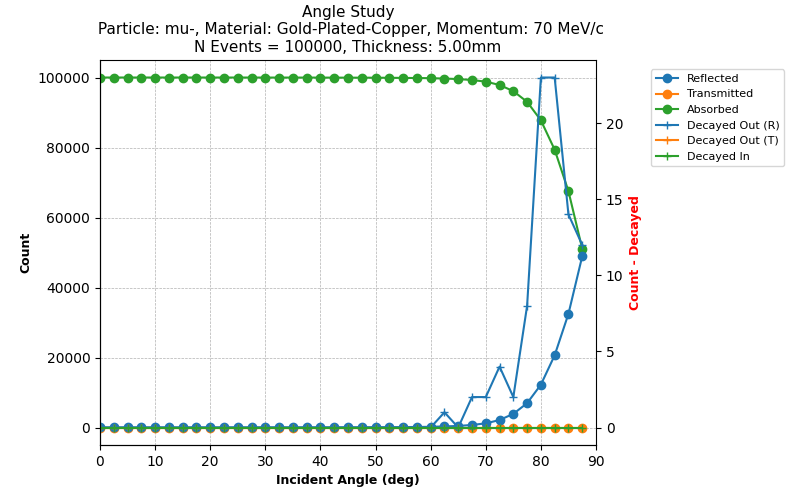 Angle Study
Particle: mu-, Material: Gold-Plated-Copper, Momentum: 70 MeV/c
N Events = 100000, Thickness: 5.00mm
100000
80000
60000
40000
20000
0
Count
20
15
10
5
0
Count - Decayed
0 10 20 30 40 50 60 70 80 90
Incident Angle (deg)
Reflected
Transmitted
Absorbed
Decayed Out (R)
Decayed Out (T)
Decayed In